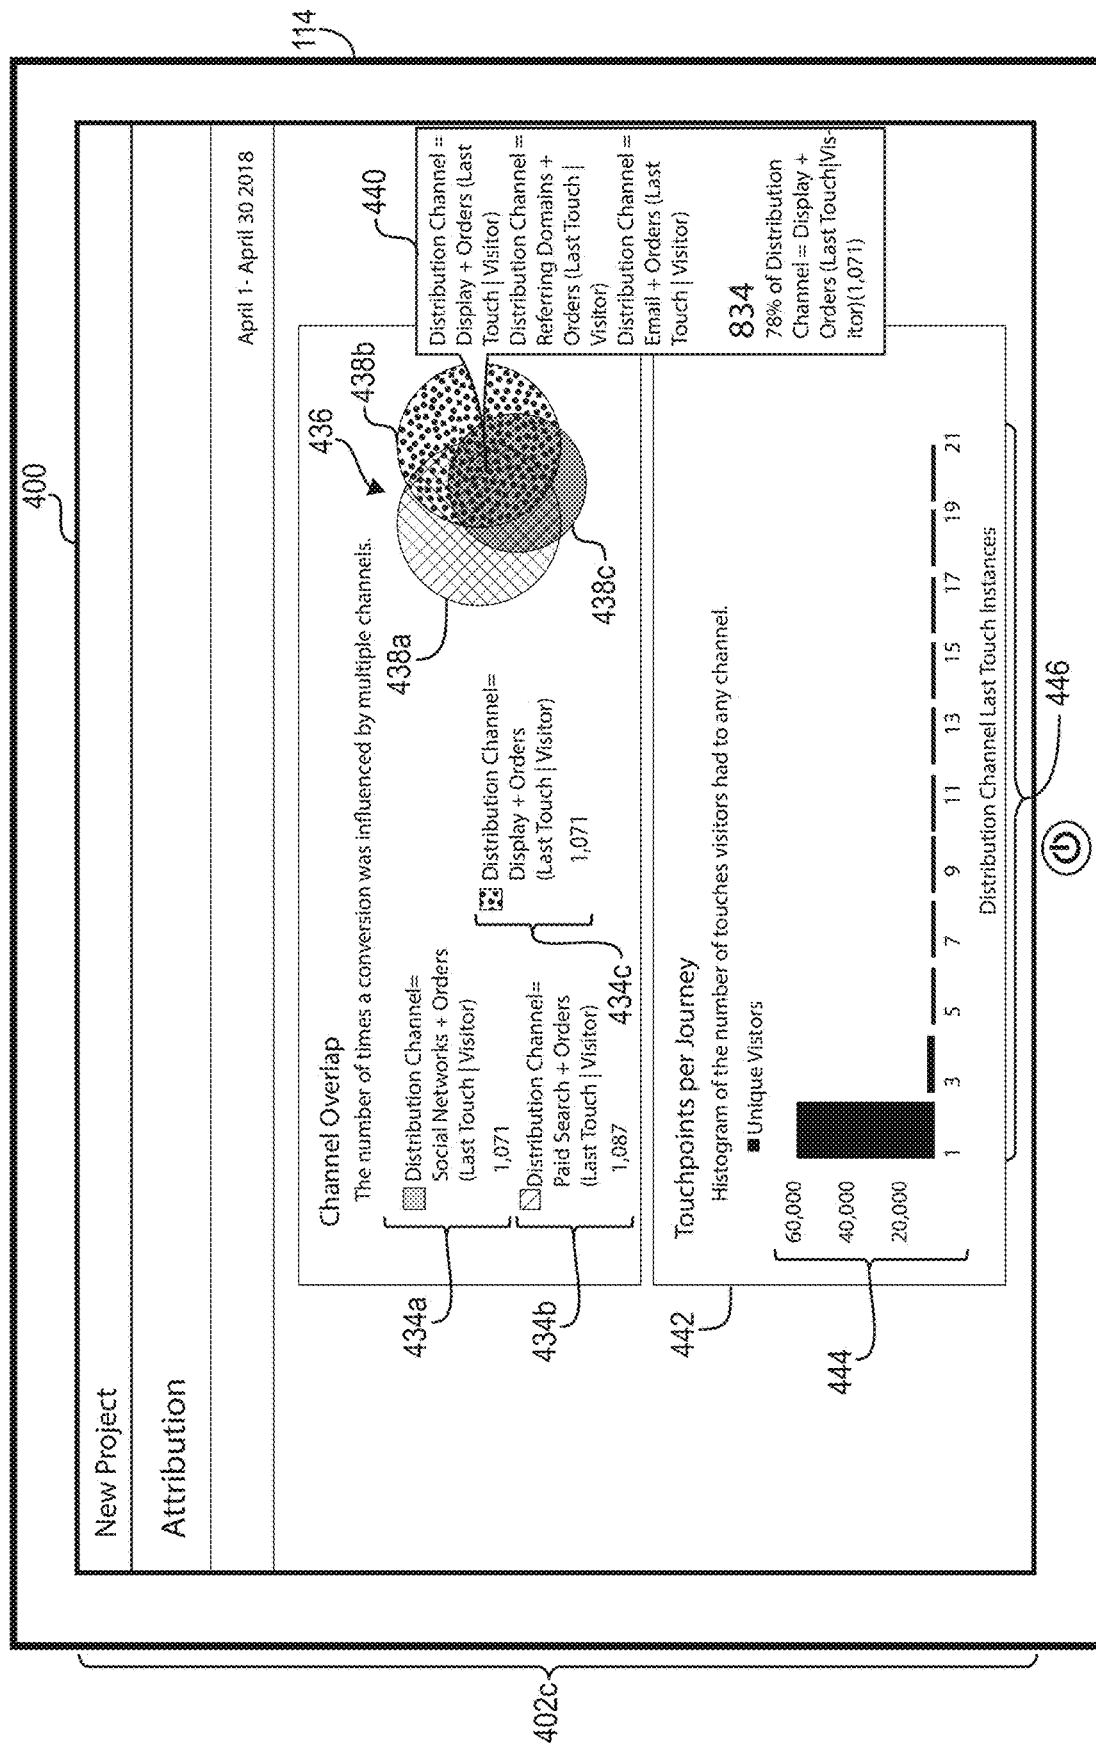 114
400
New Project
Attribution
April 1- April 30 2018
Channel Overlap
The number of times a conversion was influenced by multiple channels.
434a
Distribution Channel=
Social Networks + Orders
(Last Touch | Visitor)
1,071
434b
Distribution Channel=
Paid Search + Orders
(Last Touch | Visitor)
1,087
434c
Distribution Channel=
Display + Orders
(Last Touch | Visitor)
1,071
436
438a
438b
438c
440
Distribution Channel =
Display + Orders (Last
Touch | Visitor)
Distribution Channel =
Referring Domains +
Orders (Last Touch |
Visitor)
Distribution Channel =
Email + Orders (Last
Touch | Visitor)
834
78% of Distribution
Channel = Display +
Orders (Last Touch|Vis-
itor)(1,071)
442
Touchpoints per Journey
Histogram of the number of touches visitors had to any channel.
Unique Vistors
444
60,000
40,000
20,000
1 3 5 7 9 11 13 15 17 19 21
Distribution Channel Last Touch Instances
446
402c